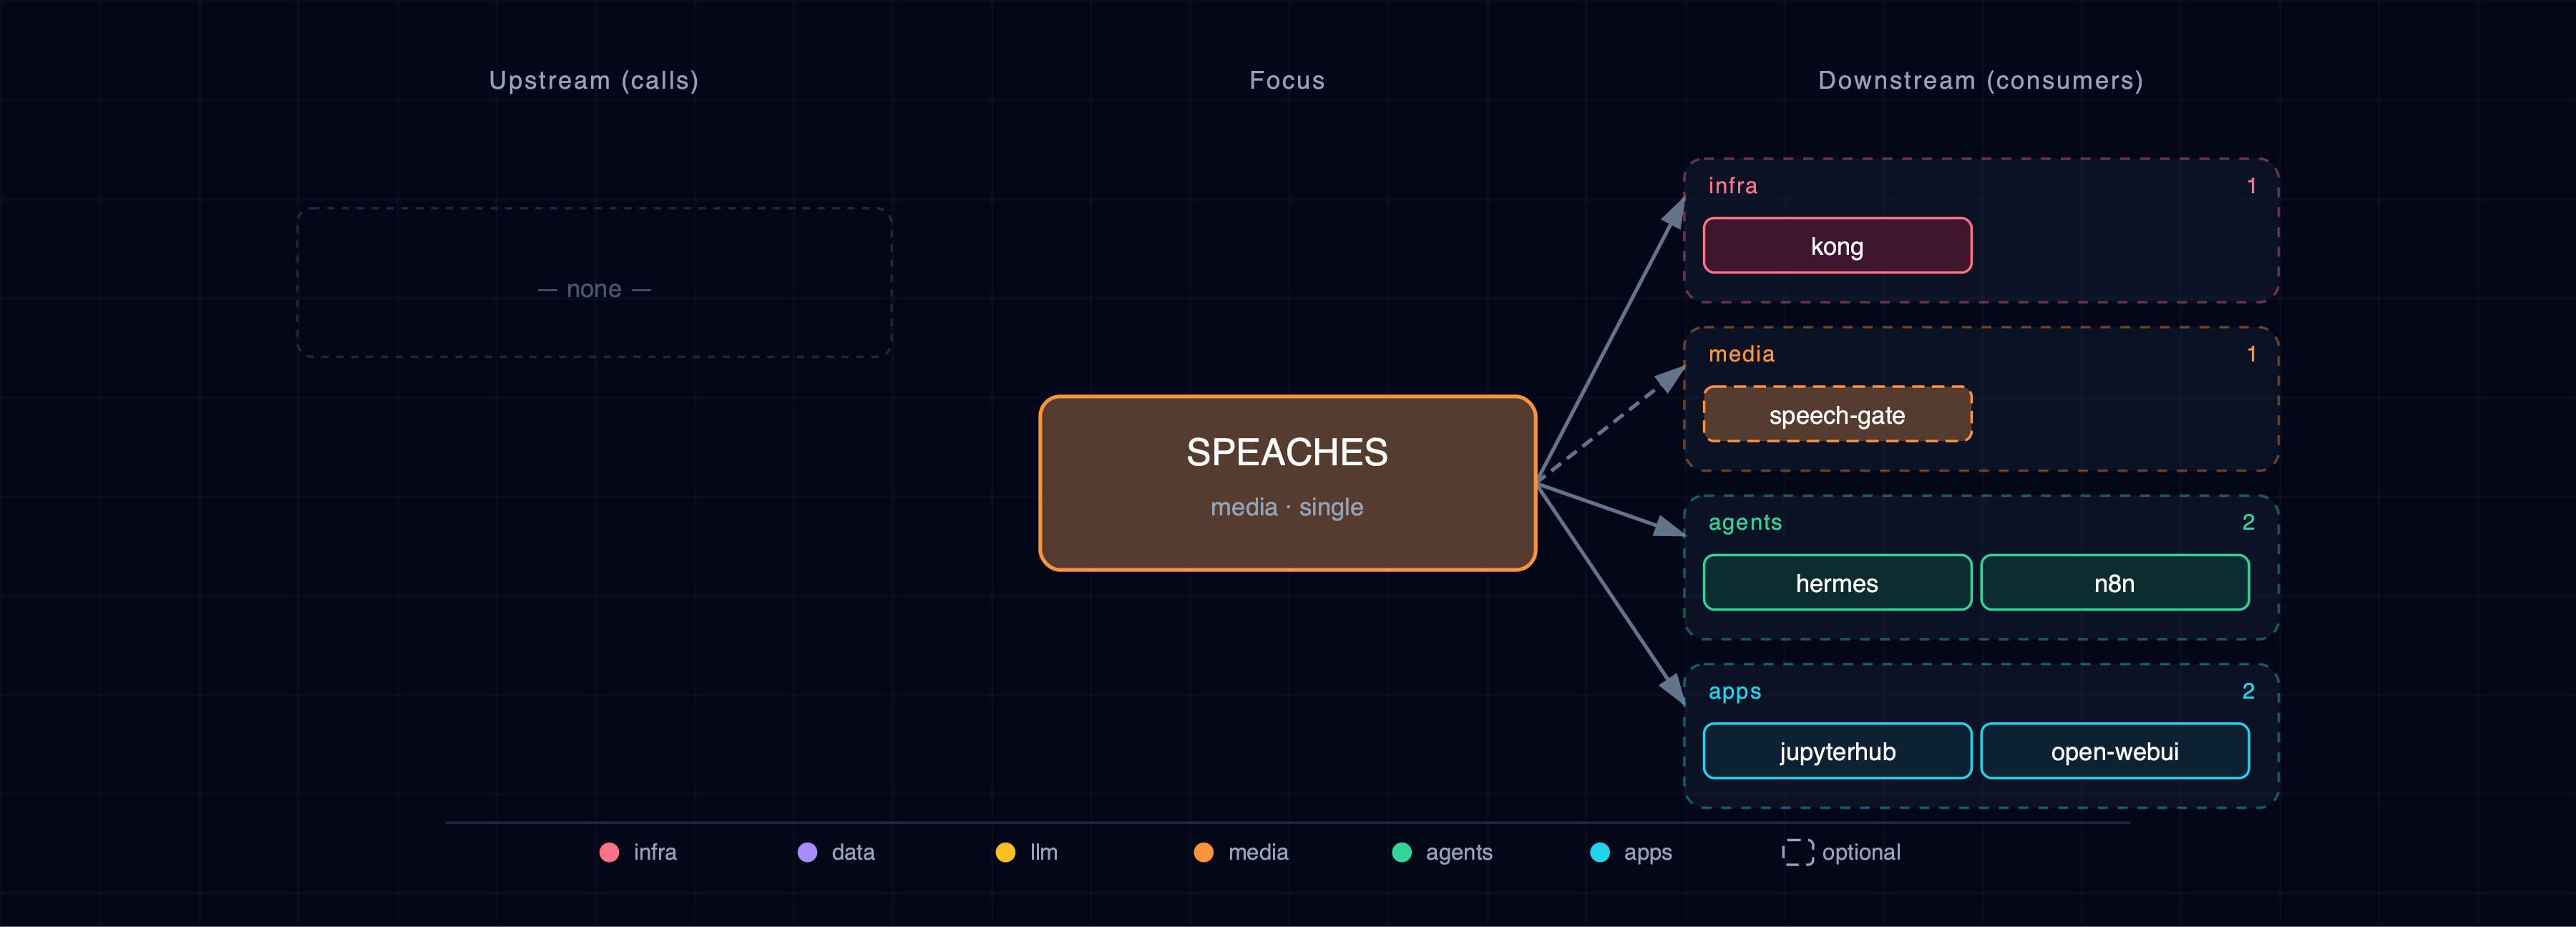 Upstream (calls)
Focus
Downstream (consumers)
— none —
SPEACHES
media · single
infra 1
kong
media 1
speech-gate
agents 2
hermes
n8n
apps 2
jupyterhub
open-webui
infra
data
llm
media
agents
apps
optional